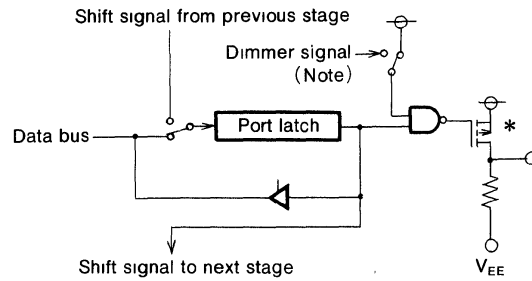 Shift signal from previous stage
Dimmer signal
(Note)
Data bus
Port latch
*
Shift signal to next stage
VEE